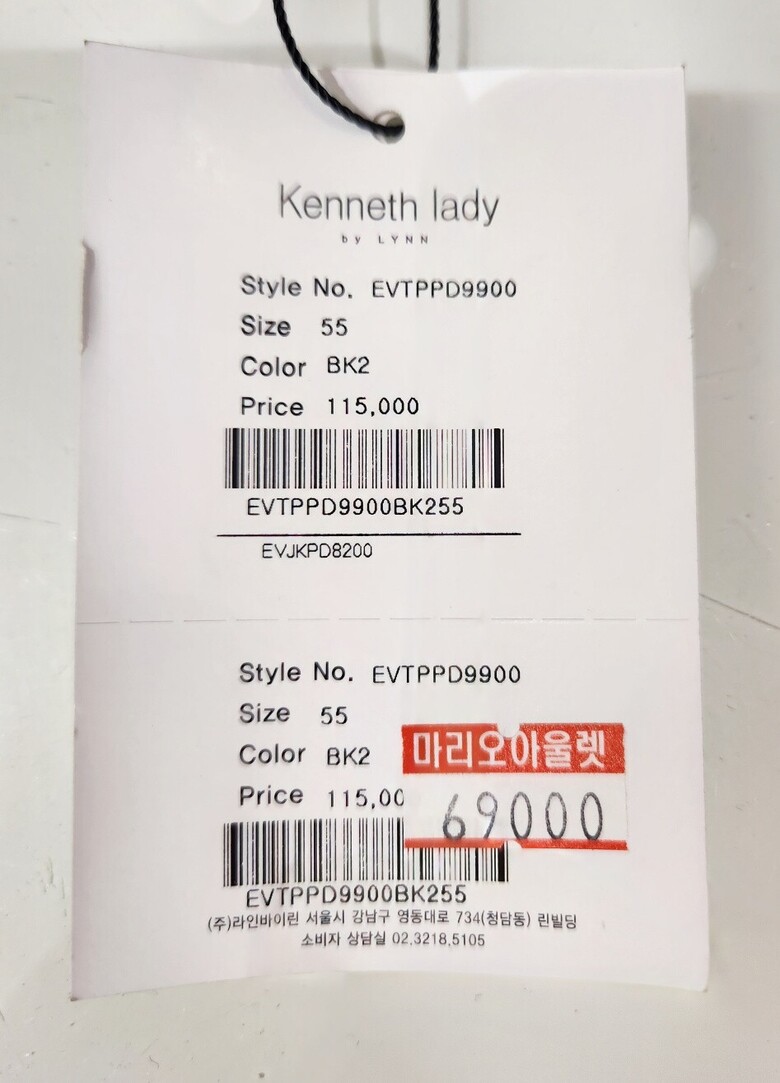 Kenneth lady
by LYNN
Style No. EVTPPD9900
Size 55
Color BK2
Price 115,000
EVTPPD9900BK255
EVJKPD8200
Style No. EVTPPD9900
Size 55
Color BK2
마리오아울렛
Price 115,00
69000
EVTPPD9900BK255
(주)라인바이린 서울시 강남구 영동대로 734(청담동) 린빌딩
소비자 상담실 02.3218.5105